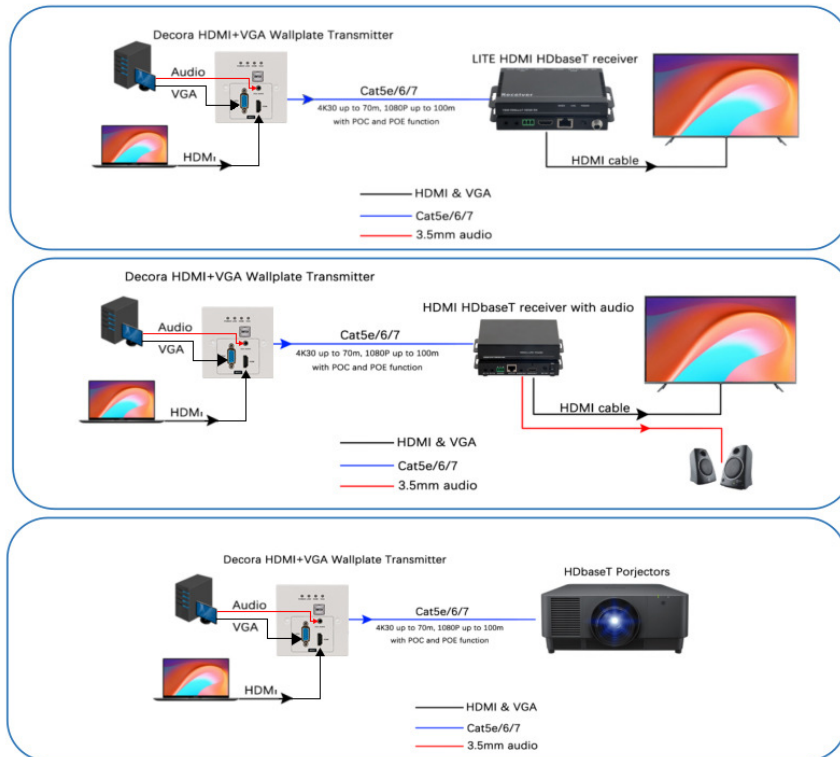 Decora HDMI+VGA Wallplate Transmitter
LITE HDMI HDbaseT receiver
Audio
VGA
Cat5e/6/7
4K30 up to 70m, 1080P up to 100m
with POC and POE function
Receiver
HDMI
HDMI cable
HDMI & VGA
Cat5e/6/7
3.5mm audio
Decora HDMI+VGA Wallplate Transmitter
HDMI HDbaseT receiver with audio
Audio
VGA
Cat5e/6/7
4K30 up to 70m, 1080P up to 100m
with POC and POE function
HDMI
HDMI cable
HDMI & VGA
Cat5e/6/7
3.5mm audio
Decora HDMI+VGA Wallplate Transmitter
HDbaseT Porjectors
Audio
VGA
Cat5e/6/7
4K30 up to 70m, 1080P up to 100m
with POC and POE function
HDMI
HDMI & VGA
Cat5e/6/7
3.5mm audio